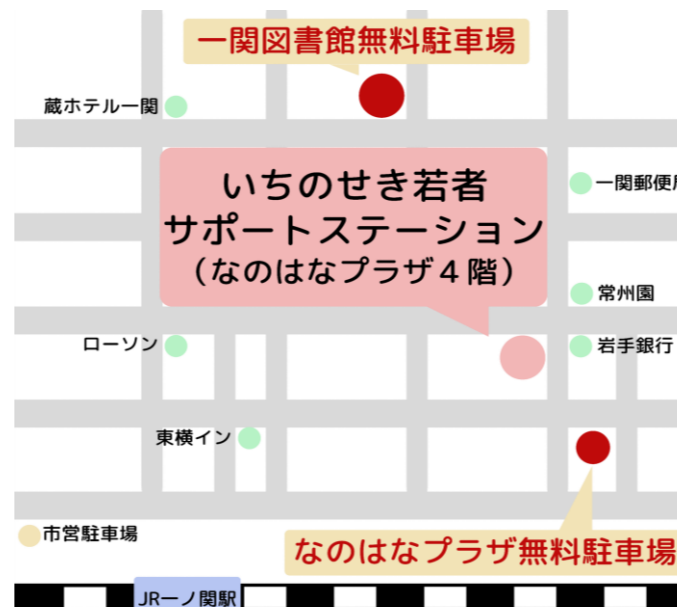 一関図書館無料駐車場
蔵ホテル一関
いちのせき若者
サポートステーション
（なのはなプラザ４階）
一関郵便
常州園
ローソン
岩手銀行
東横イン
市営駐車場
なのはなプラザ無料駐車場
JR一ノ関駅